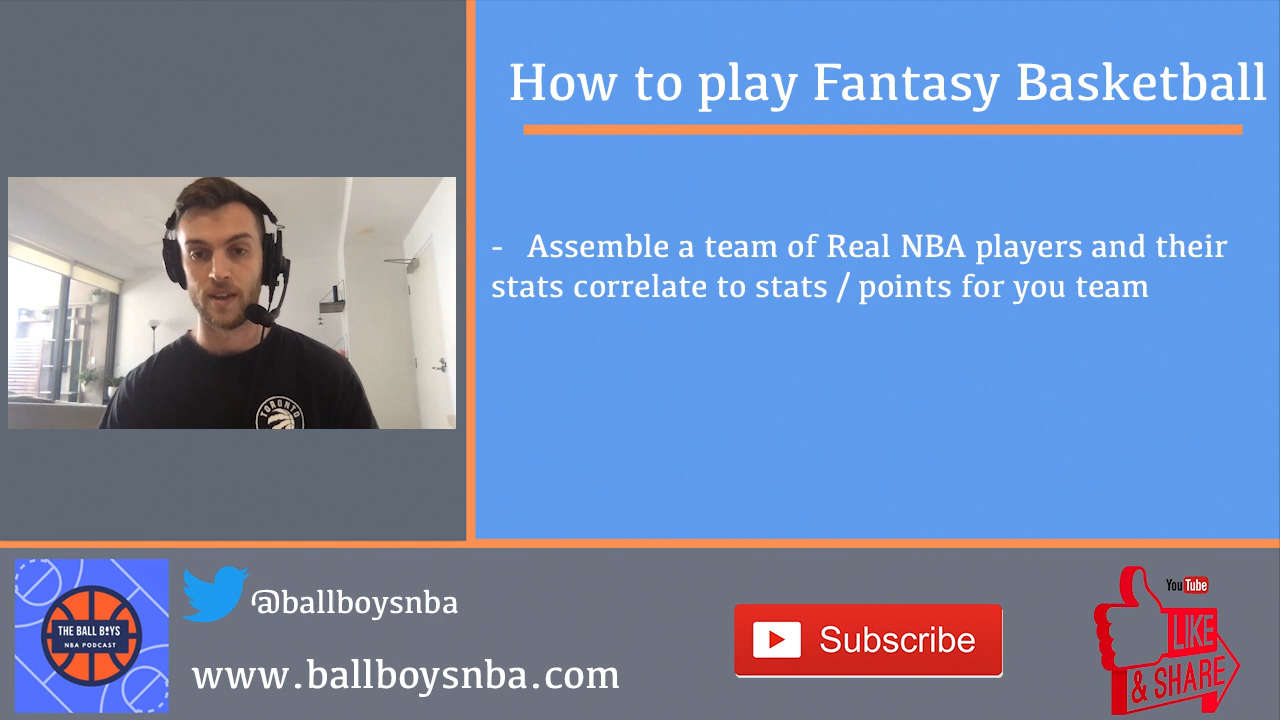 How to play Fantasy Basketball
- Assemble a team of Real NBA players and their
stats correlate to stats / points for you team
TORONTO
THE BALL BOYS
NBA PODCAST
@ballboysnba
www.ballboysnba.com
Subscribe
YouTube
LIKE
& SHARE